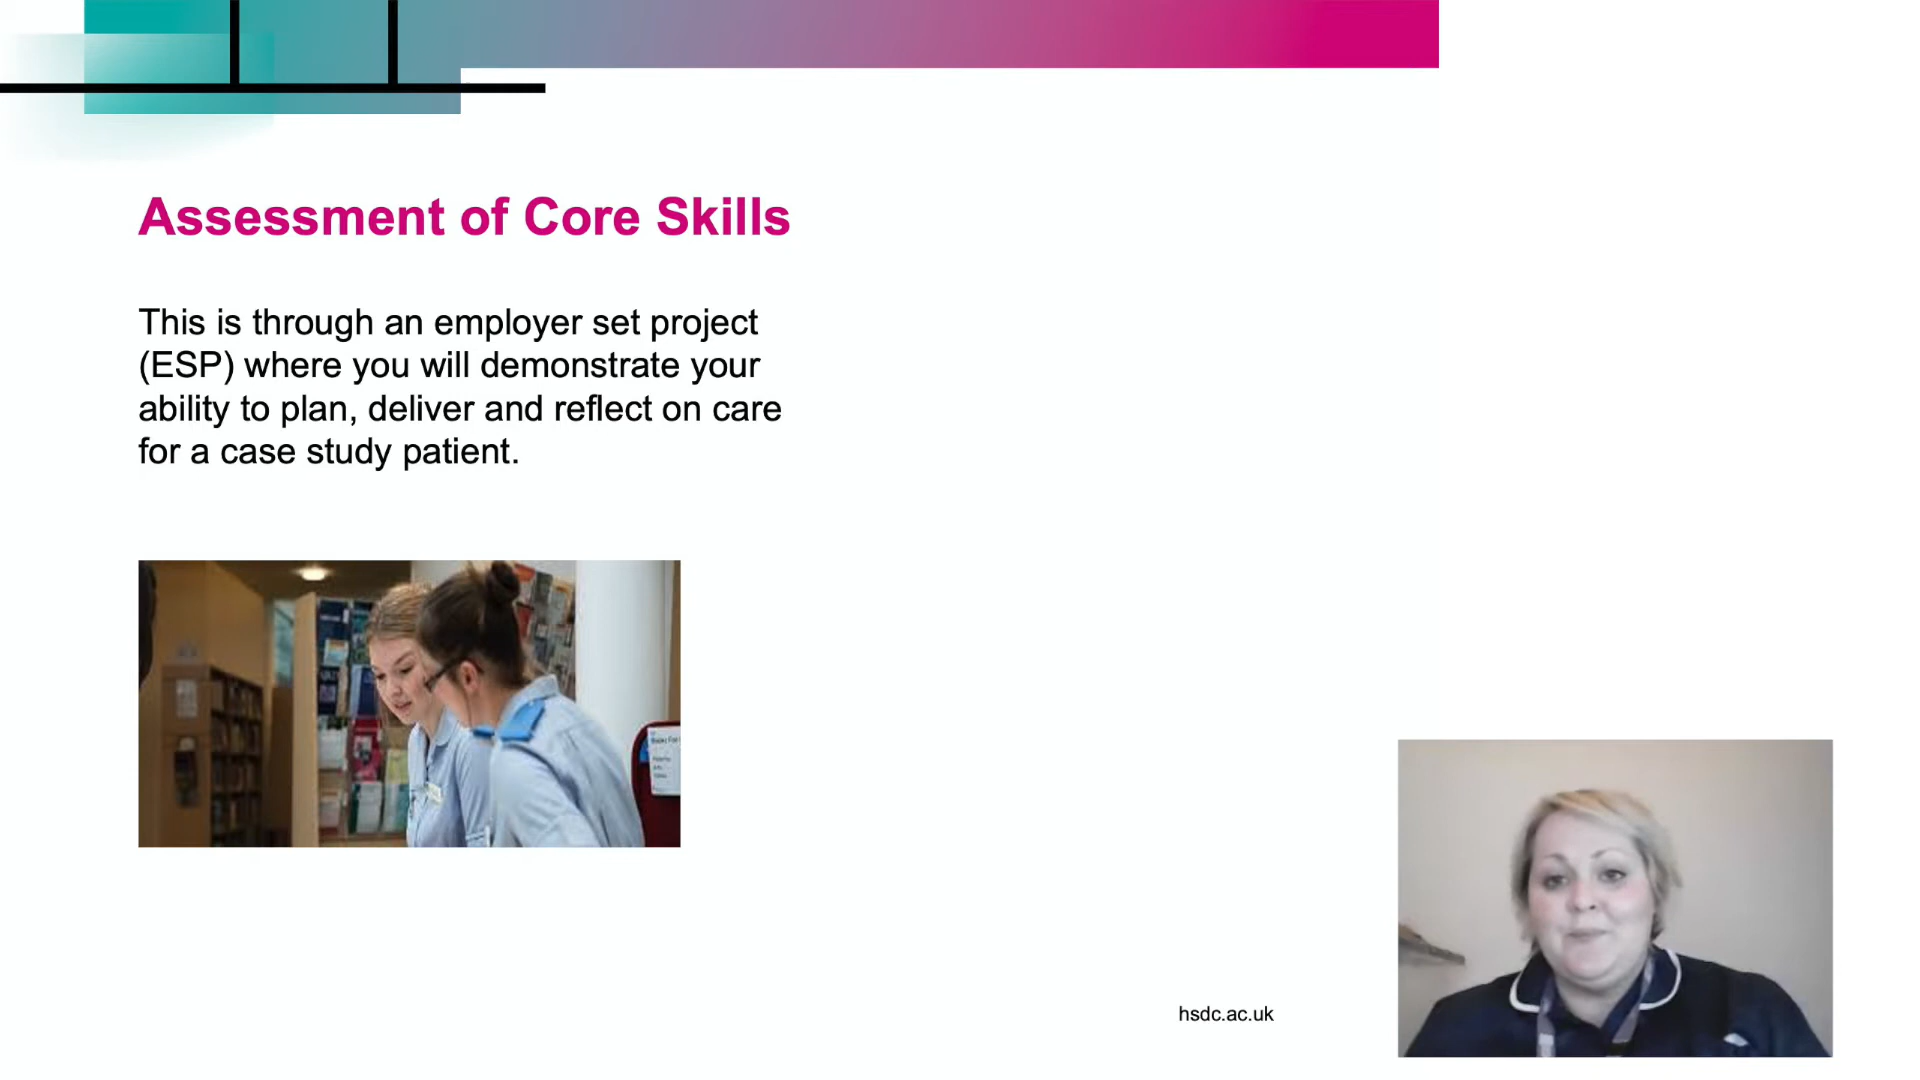 Assessment of Core Skills
This is through an employer set project
(ESP) where you will demonstrate your
ability to plan, deliver and reflect on care
for a case study patient.
hsdc.ac.uk